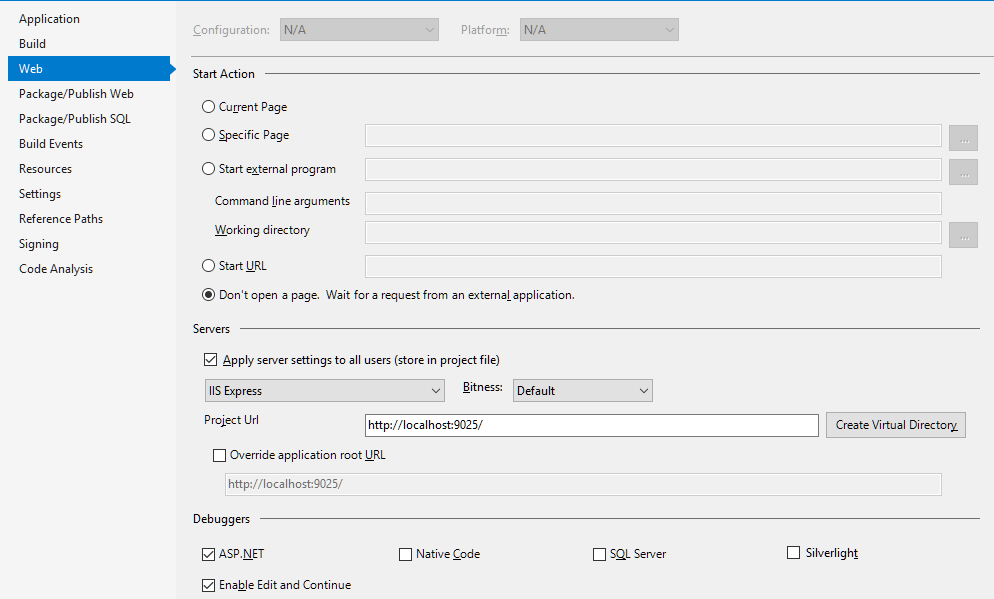 Application
Build
Web
Package/Publish Web
Package/Publish SQL
Build Events
Resources
Settings
Reference Paths
Signing
Code Analysis
Configuration: N/A Platform: N/A
Start Action
Current Page
Specific Page ...
Start external program ...
Command line arguments
Working directory ...
Start URL
Don't open a page. Wait for a request from an external application.
Servers
Apply server settings to all users (store in project file)
IIS Express Bitness: Default
Project Url http://localhost:9025/ Create Virtual Directory
Override application root URL
http://localhost:9025/
Debuggers
ASP.NET Native Code SQL Server Silverlight
Enable Edit and Continue